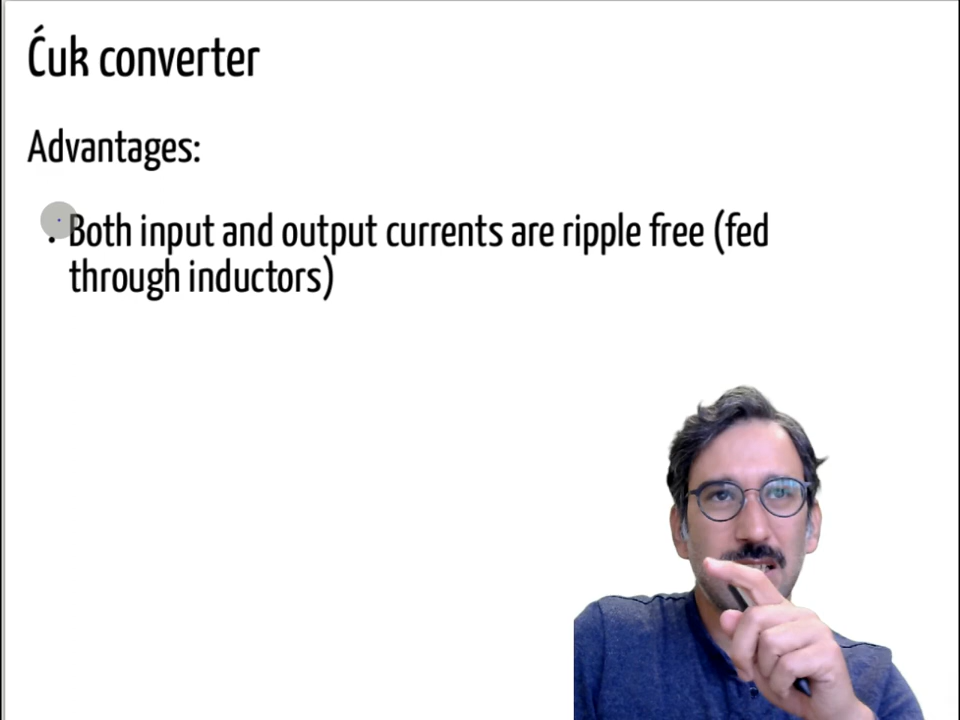 Ćuk converter
Advantages:
• Both input and output currents are ripple free (fed
through inductors)